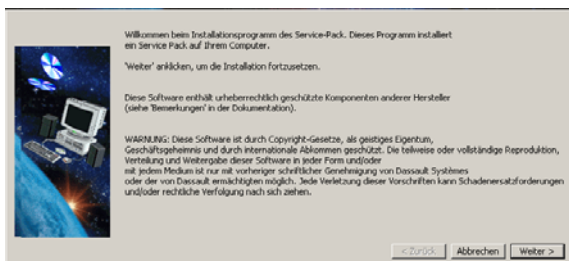 Willkommen beim Installationsprogramm des Service-Pack. Dieses Programm installiert
ein Service Pack auf Ihrem Computer.
'Weiter' anklicken, um die Installation fortzusetzen.
Diese Software enthält urheberrechtlich geschützte Komponenten anderer Hersteller
(siehe 'Bemerkungen' in der Dokumentation).
WARNUNG: Diese Software ist durch Copyright-Gesetze, als geistiges Eigentum,
Geschäftsgeheimnis und durch internationale Abkommen geschützt. Die teilweise oder vollständige Reproduktion,
Verteilung und Weitergabe dieser Software in jeder Form und/oder
mit jedem Medium ist nur mit vorheriger schriftlicher Genehmigung von Dassault Systèmes
oder der von Dassault ermächtigten möglich. Jede Verletzung dieser Vorschriften kann Schadenersatzforderungen
und/oder rechtliche Verfolgung nach sich ziehen.
< Zurück Abbrechen Weiter >